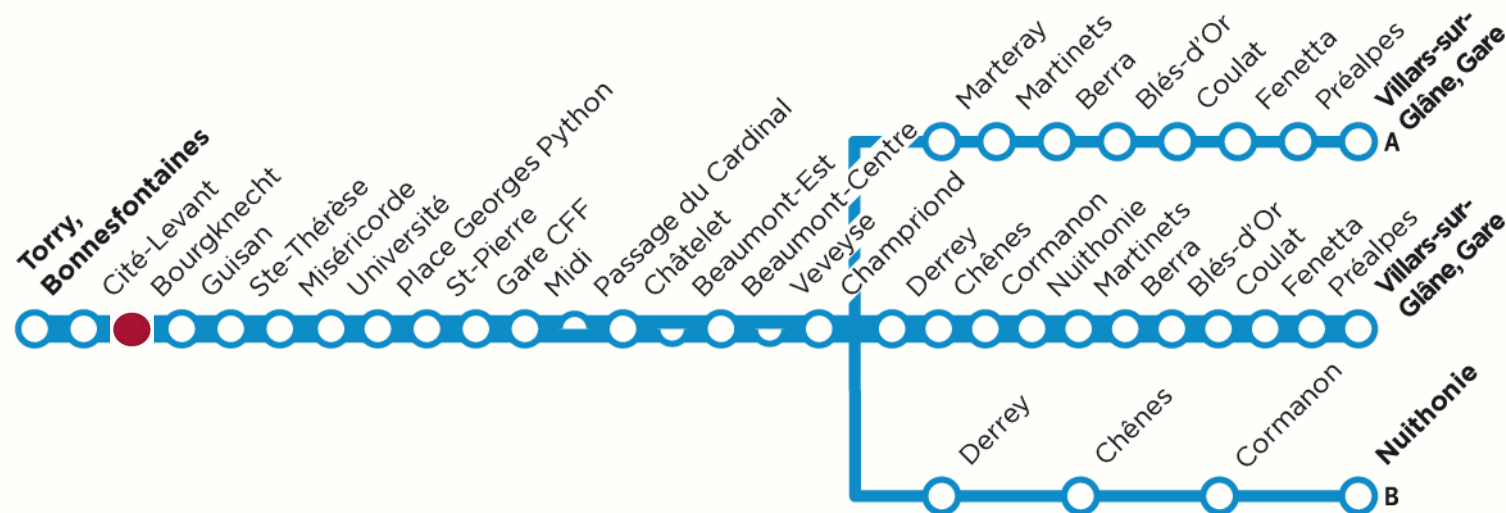 Torry,
Bonnesfontaines
Cité-Levant
Bourgknecht
Guisan
Ste-Thérèse
Miséricorde
Université
Place Georges Python
St-Pierre
Gare CFF
Midi
Passage du Cardinal
Châtelet
Beaumont-Est
Beaumont-Centre
Veveyse
Champriond
Marteray
Martinets
Berra
Blés-d'Or
Coulat
Fenetta
Préalpes
Villars-sur-
Glâne, Gare
A
Derrey
Chênes
Cormanon
Nuithonie
Martinets
Berra
Blés-d'Or
Coulat
Fenetta
Préalpes
Villars-sur-
Glâne, Gare
Derrey
Chênes
Cormanon
Nuithonie
B